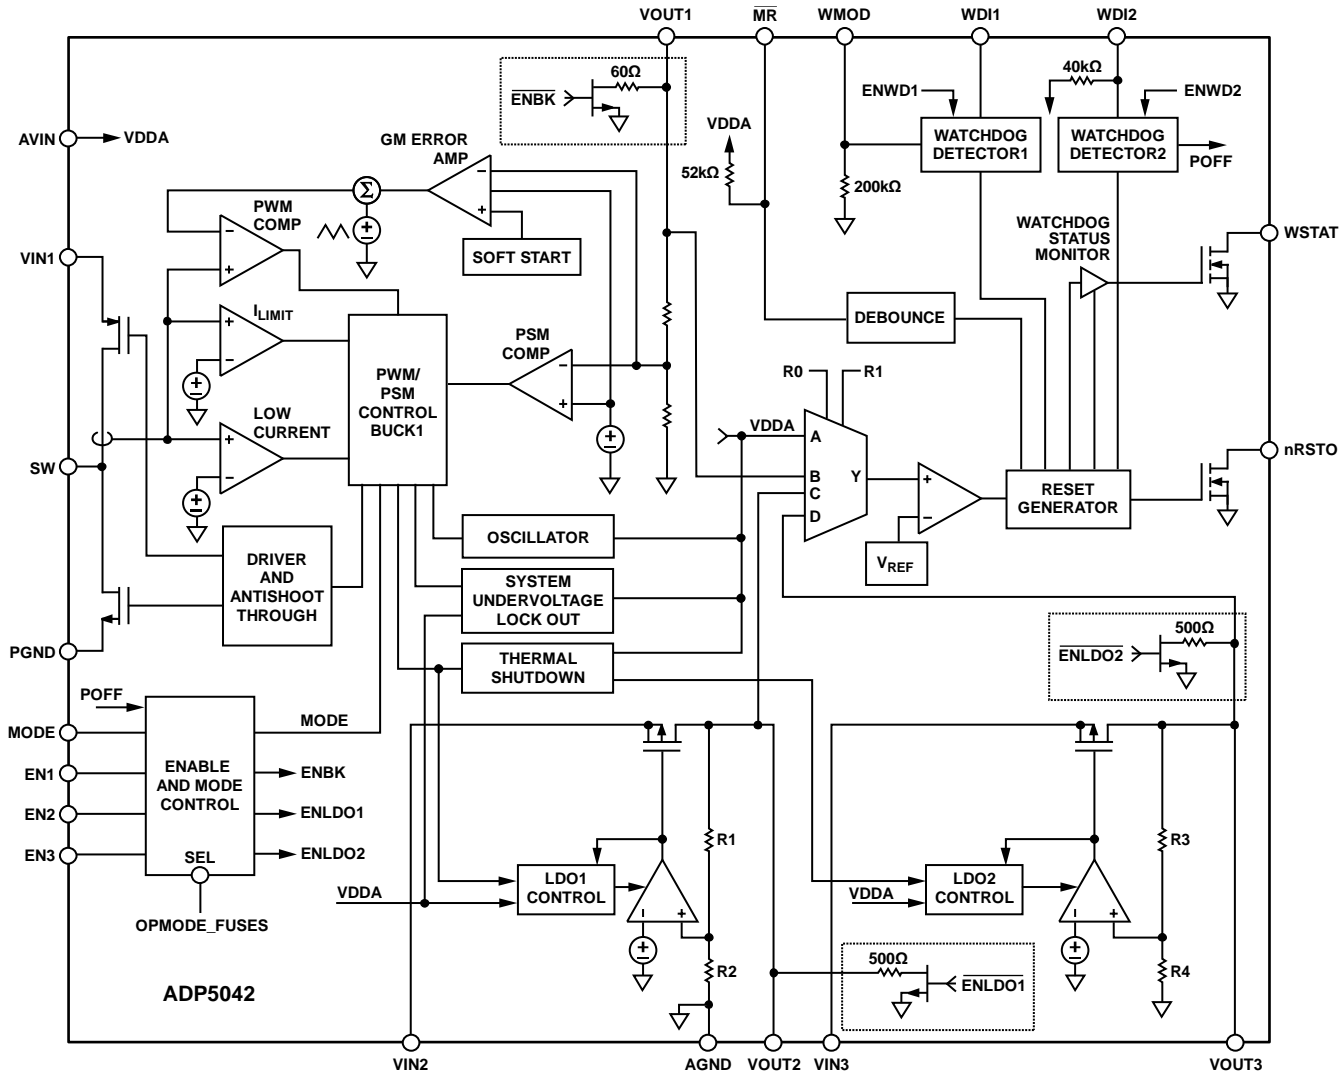 VOUT1
MR
WMOD
WDI1
WDI2
60Ω
ENBK
40kΩ
ENWD1
ENWD2
AVIN
VDDA
GM ERROR
AMP
VDDA
WATCHDOG
DETECTOR1
WATCHDOG
DETECTOR2
POFF
52kΩ
200kΩ
Σ
PWM
COMP
SOFT START
WATCHDOG
STATUS
MONITOR
WSTAT
VIN1
ILIMIT
DEBOUNCE
PWM/
PSM
CONTROL
BUCK1
PSM
COMP
R0
R1
LOW
CURRENT
VDDA
A
B
C
D
Y
nRSTO
SW
RESET
GENERATOR
VREF
OSCILLATOR
DRIVER
AND
ANTISHOOT
THROUGH
SYSTEM
UNDERVOLTAGE
LOCK OUT
500Ω
ENLDO2
PGND
THERMAL
SHUTDOWN
POFF
MODE
MODE
EN1
ENABLE
AND MODE
CONTROL
ENBK
EN2
ENLDO1
EN3
ENLDO2
SEL
R1
R3
LDO1
CONTROL
LDO2
CONTROL
VDDA
VDDA
OPMODE_FUSES
500Ω
ENLDO1
R2
R4
ADP5042
VIN2
AGND
VOUT2
VIN3
VOUT3